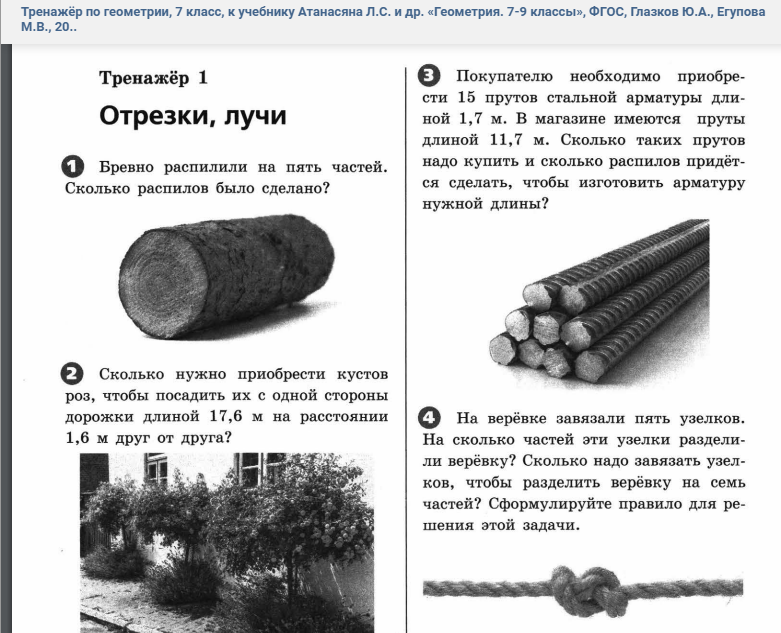 Тренажёр по геометрии, 7 класс, к учебнику Атанасяна Л.С. и др. «Геометрия. 7-9 классы», ФГОС, Глазков Ю.А., Егупова
М.В., 20..
Тренажёр 1
Отрезки, лучи
1 Бревно распилили на пять частей.
Сколько распилов было сделано?
2 Сколько нужно приобрести кустов
роз, чтобы посадить их с одной стороны
дорожки длиной 17,6 м на расстоянии
1,6 м друг от друга?
3 Покупателю необходимо приобре-
сти 15 прутов стальной арматуры дли-
ной 1,7 м. В магазине имеются пруты
длиной 11,7 м. Сколько таких прутов
надо купить и сколько распилов придёт-
ся сделать, чтобы изготовить арматуру
нужной длины?
4 На верёвке завязали пять узелков.
На сколько частей эти узелки раздели-
ли верёвку? Сколько надо завязать узел-
ков, чтобы разделить верёвку на семь
частей? Сформулируйте правило для ре-
шения этой задачи.